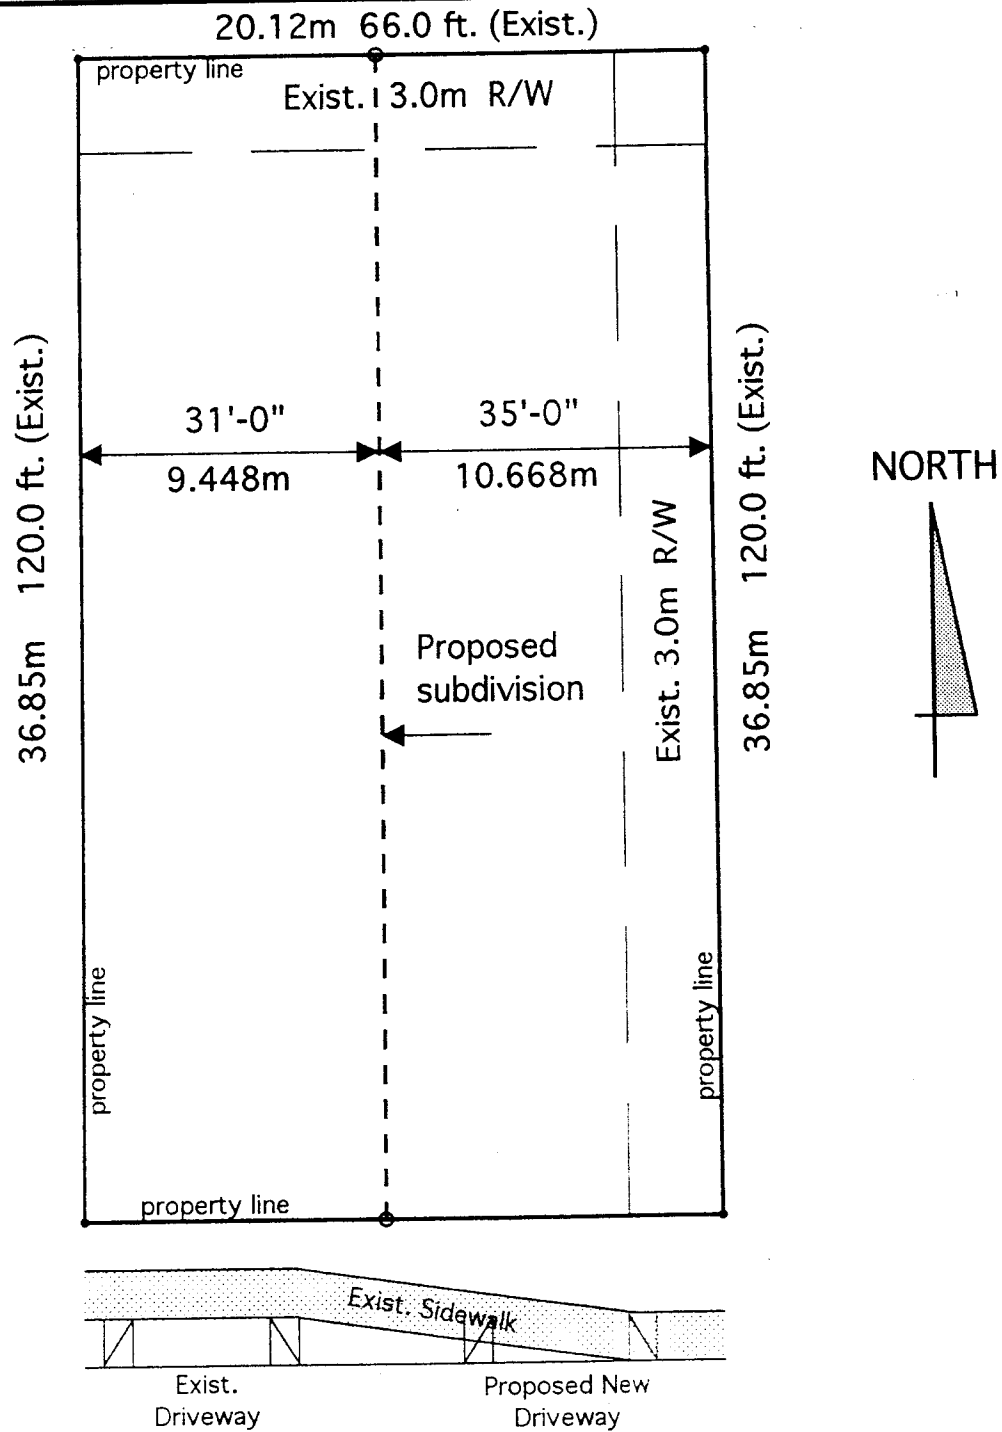 20.12m 66.0 ft. (Exist.)
property line
Exist. 3.0m R/W
36.85m 120.0 ft. (Exist.)
31'-0"
9.448m
35'-0"
10.668m
36.85m 120.0 ft. (Exist.)
NORTH
Exist. 3.0m R/W
Proposed
subdivision
property line
property line
property line
Exist. Sidewalk
Exist.
Driveway
Proposed New
Driveway